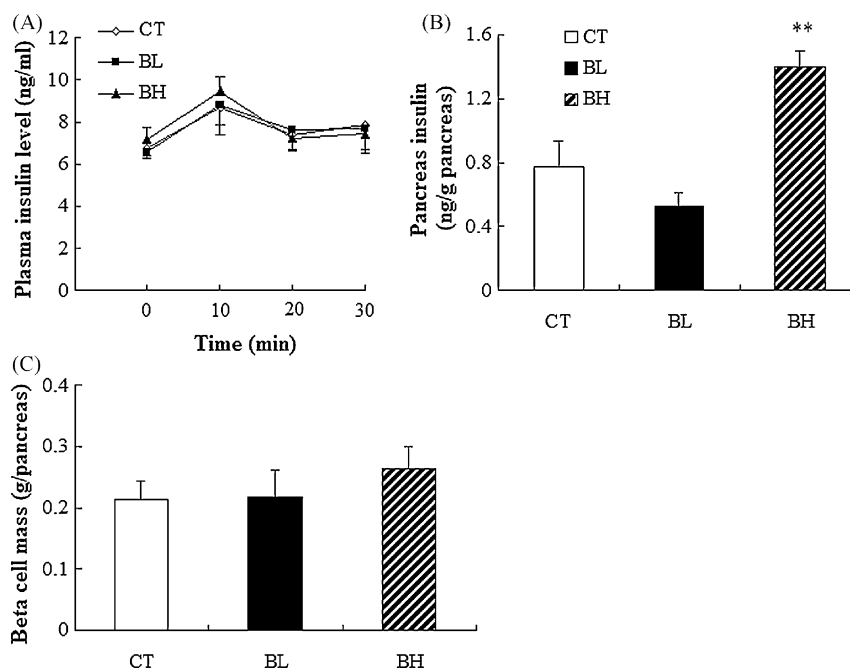 (A)
CT
BL
BH
Plasma insulin level (ng/ml)
12
10
8
6
4
2
0
0 10 20 30
Time (min)
(B)
CT
BL
BH
**
Pancreas insulin
(ng/g pancreas)
1.6
1.2
0.8
0.4
0
CT BL BH
(C)
Beta cell mass (g/pancreas)
0.4
0.3
0.2
0.1
0
CT BL BH